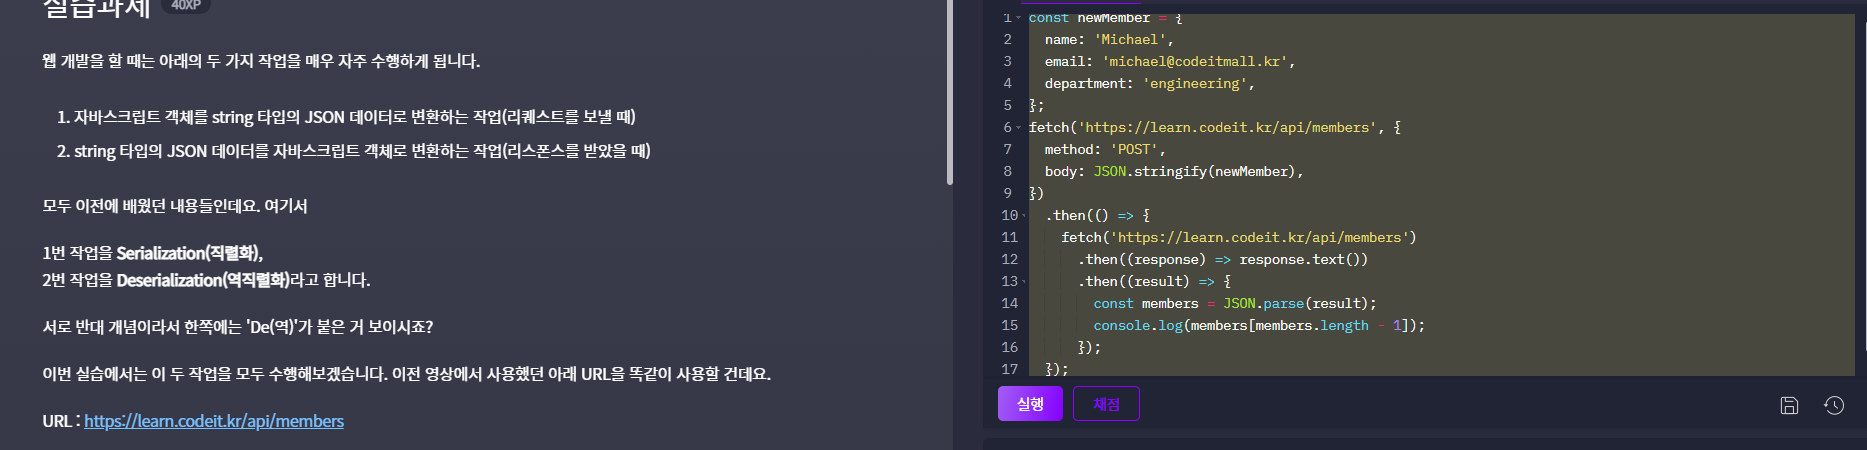 실습과제 40XP
웹 개발을 할 때는 아래의 두 가지 작업을 매우 자주 수행하게 됩니다.
1. 자바스크립트 객체를 string 타입의 JSON 데이터로 변환하는 작업(리퀘스트를 보낼 때)
2. string 타입의 JSON 데이터를 자바스크립트 객체로 변환하는 작업(리스폰스를 받았을 때)
모두 이전에 배웠던 내용들인데요. 여기서
1번 작업을 Serialization(직렬화),
2번 작업을 Deserialization(역직렬화)라고 합니다.
서로 반대 개념이라서 한쪽에는 'De(역)'가 붙은 거 보이시죠?
이번 실습에서는 이 두 작업을 모두 수행해보겠습니다. 이전 영상에서 사용했던 아래 URL을 똑같이 사용할 건데요.
URL : https://learn.codeit.kr/api/members
1 const newMember = {
2 name: 'Michael',
3 email: 'michael@codeitmall.kr',
4 department: 'engineering',
5 };
6 fetch('https://learn.codeit.kr/api/members', {
7 method: 'POST',
8 body: JSON.stringify(newMember),
9 })
10 .then(() => {
11 fetch('https://learn.codeit.kr/api/members')
12 .then((response) => response.text())
13 .then((result) => {
14 const members = JSON.parse(result);
15 console.log(members[members.length - 1]);
16 });
17 });
실행 채점